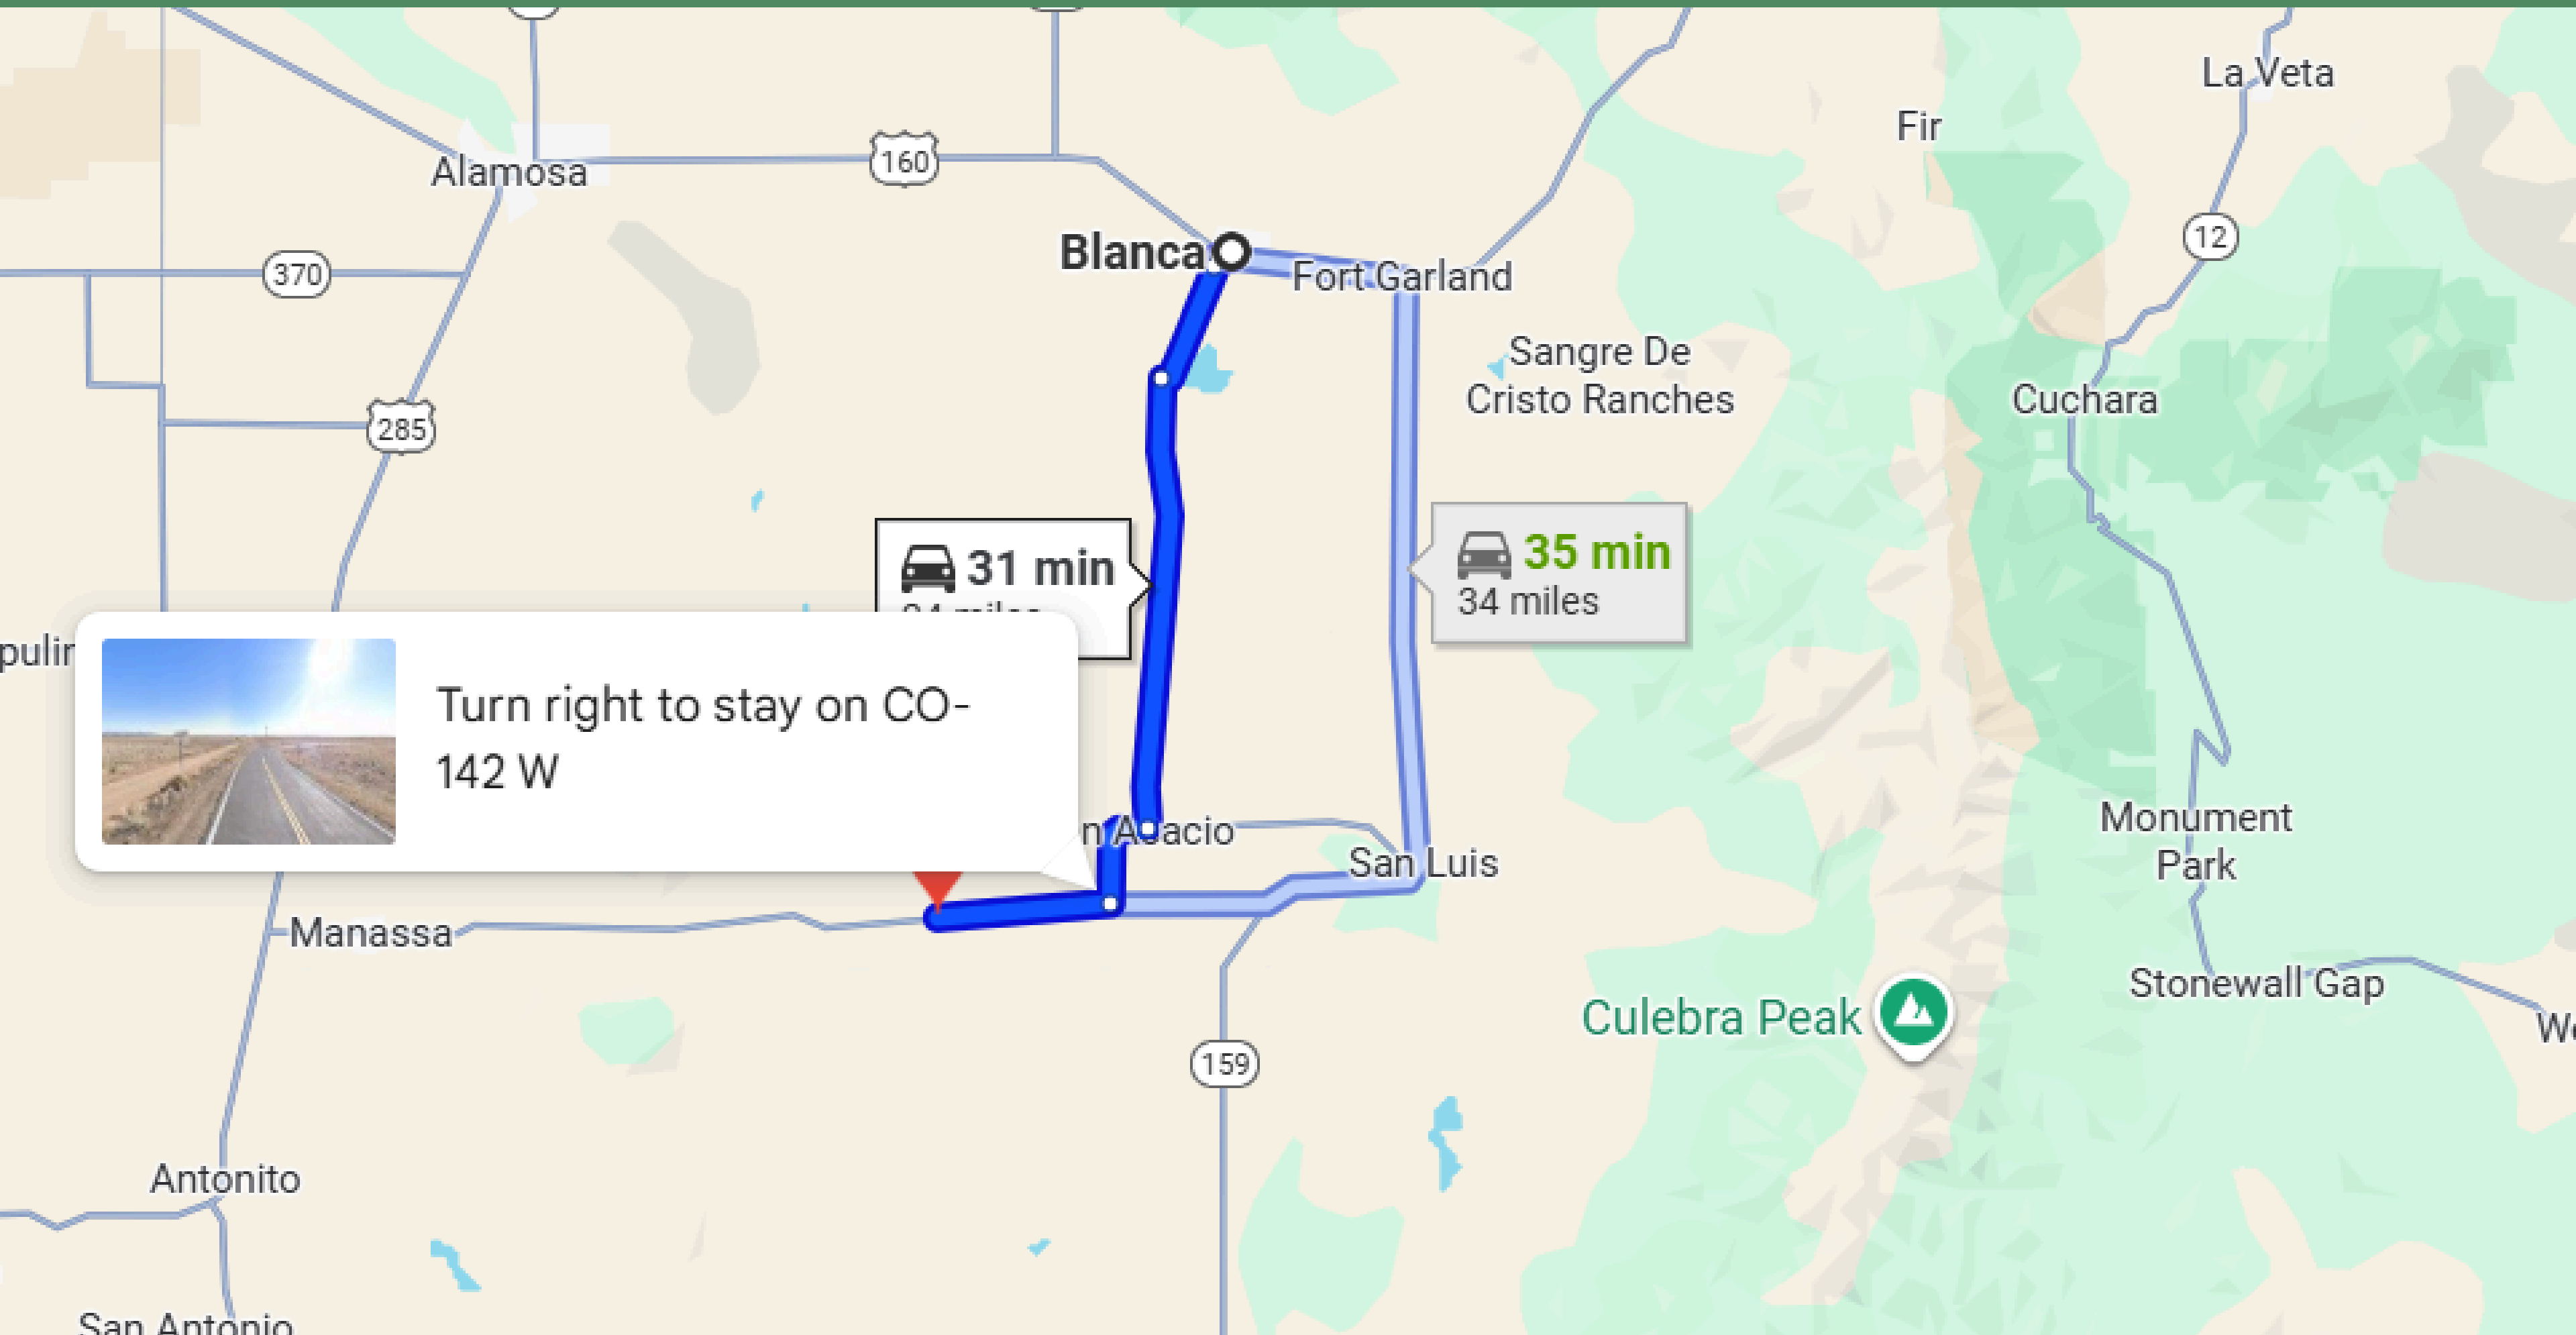 La Veta
Fir
160
Alamosa
12
Blanca
370
Fort Garland
Sangre De
Cristo Ranches
Cuchara
285
31 min
35 min
34 miles
Turn right to stay on CO-
142 W
Monument
Park
San Luis
Manassa
Stonewall Gap
Culebra Peak
159
Antonito
San Antonio